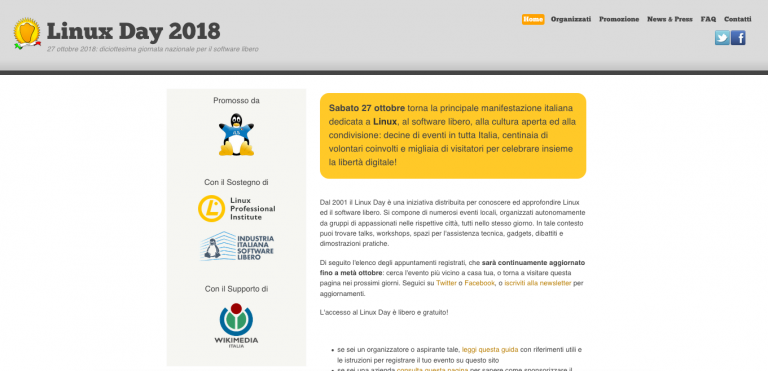 Linux Day 2018
27 ottobre 2018: diciottesima giornata nazionale per il software libero
Home Organizzati Promozione News & Press FAQ Contatti
Promosso da
Con il Sostegno di
Linux
Professional
Institute
INDUSTRIA
ITALIANA
SOFTWARE
LIBERO
Con il Supporto di
WIKIMEDIA
ITALIA
Sabato 27 ottobre torna la principale manifestazione italiana
dedicata a Linux, al software libero, alla cultura aperta ed alla
condivisione: decine di eventi in tutta Italia, centinaia di
volontari coinvolti e migliaia di visitatori per celebrare insieme
la libertà digitale!
Dal 2001 il Linux Day è una iniziativa distribuita per conoscere ed approfondire Linux
ed il software libero. Si compone di numerosi eventi locali, organizzati autonomamente
da gruppi di appassionati nelle rispettive città, tutti nello stesso giorno. In tale contesto
puoi trovare talks, workshops, spazi per l'assistenza tecnica, gadgets, dibattiti e
dimostrazioni pratiche.
Di seguito l'elenco degli appuntamenti registrati, che sarà continuamente aggiornato
fino a metà ottobre: cerca l'evento più vicino a casa tua, o torna a visitare questa
pagina nei prossimi giorni. Seguici su Twitter o Facebook, o iscriviti alla newsletter per
aggiornamenti.
L'accesso al Linux Day è libero e gratuito!
se sei un organizzatore o aspirante tale, leggi questa guida con riferimenti utili e
le istruzioni per registrare il tuo evento su questo sito
se sei una azienda consulta questa pagina per sapere come sponsorizzare il